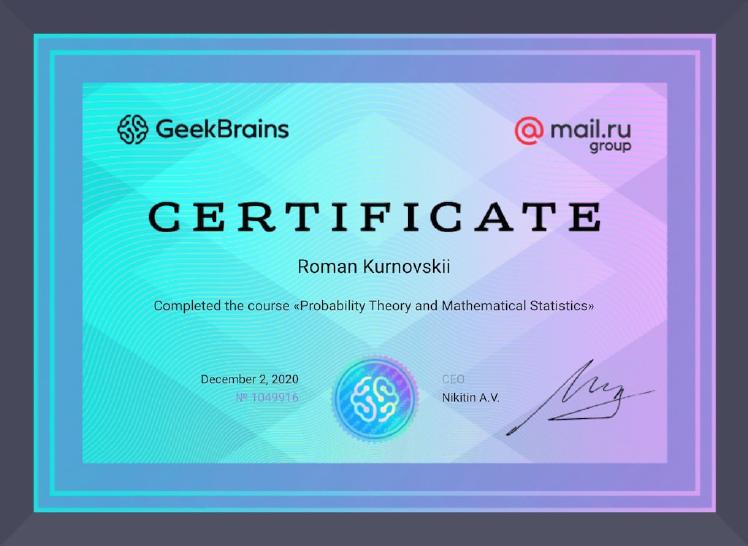 GeekBrains
@mail.ru
group
CERTIFICATE
Roman Kurnovskii
Completed the course «Probability Theory and Mathematical Statistics»
December 2, 2020
№ 1049916
CEO
Nikitin A.V.